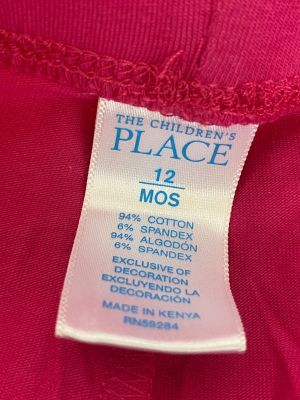 THE CHILDREN'S
PLACE
12
MOS
94% COTTON
6% SPANDEX
94% ALGODÓN
6% SPANDEX
EXCLUSIVE OF
DECORATION
EXCLUYENDO LA
DECORACIÓN
MADE IN KENYA
RN59284